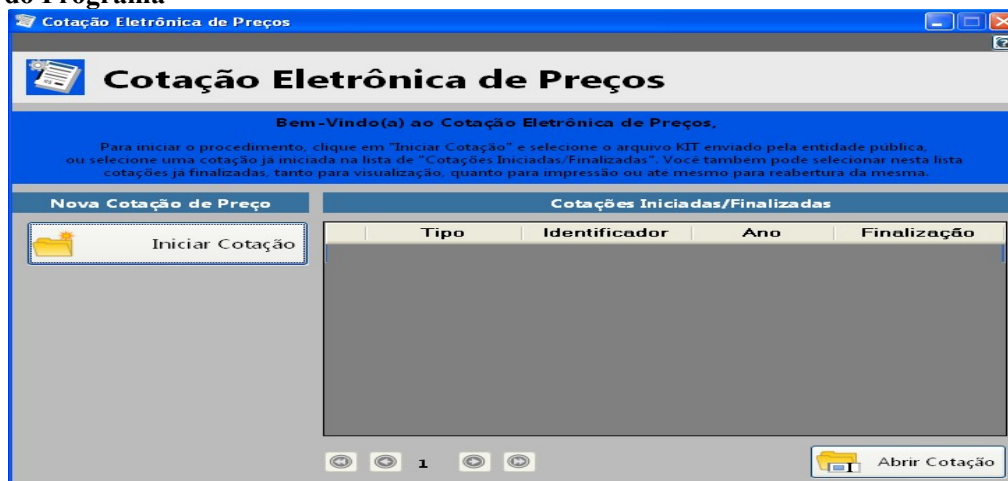 do Programa
Cotação Eletrônica de Preços
Cotação Eletrônica de Preços
Bem-Vindo(a) ao Cotação Eletrônica de Preços,
Para iniciar o procedimento, clique em "Iniciar Cotação" e selecione o arquivo KIT enviado pela entidade pública,
ou selecione uma cotação já iniciada na lista de "Cotações Iniciadas/Finalizadas". Você também pode selecionar nesta lista
cotações já finalizadas, tanto para visualização, quanto para impressão ou até mesmo para reabertura da mesma.
Nova Cotação de Preço
Cotações Iniciadas/Finalizadas
Iniciar Cotação
Tipo Identificador Ano Finalização
1
Abrir Cotação